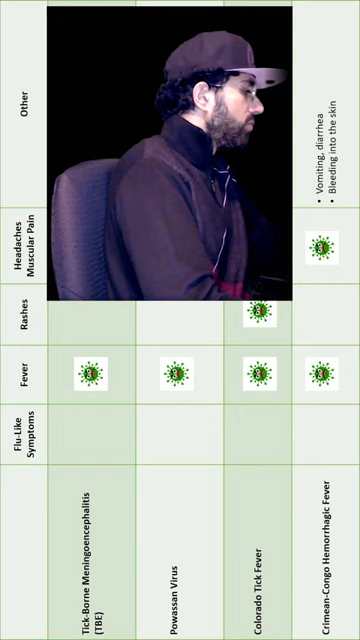 Flu-Like
Symptoms
Fever
Rashes
Headaches
Muscular Pain
Other
Tick-Borne Meningoencephalitis
(TBE)
Powassan Virus
Colorado Tick Fever
Crimean-Congo Hemorrhagic Fever
• Vomiting, diarrhea
• Bleeding into the skin